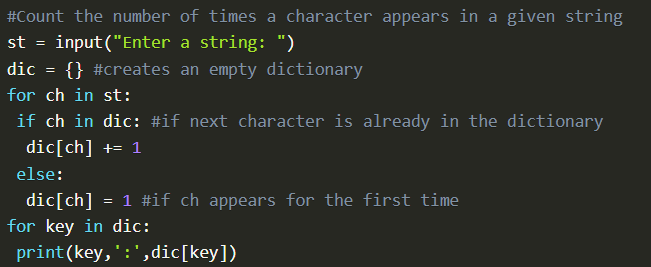 #Count the number of times a character appears in a given string
st = input("Enter a string: ")
dic = {} #creates an empty dictionary
for ch in st:
 if ch in dic: #if next character is already in the dictionary
  dic[ch] += 1
 else:
  dic[ch] = 1 #if ch appears for the first time
for key in dic:
 print(key,':',dic[key])